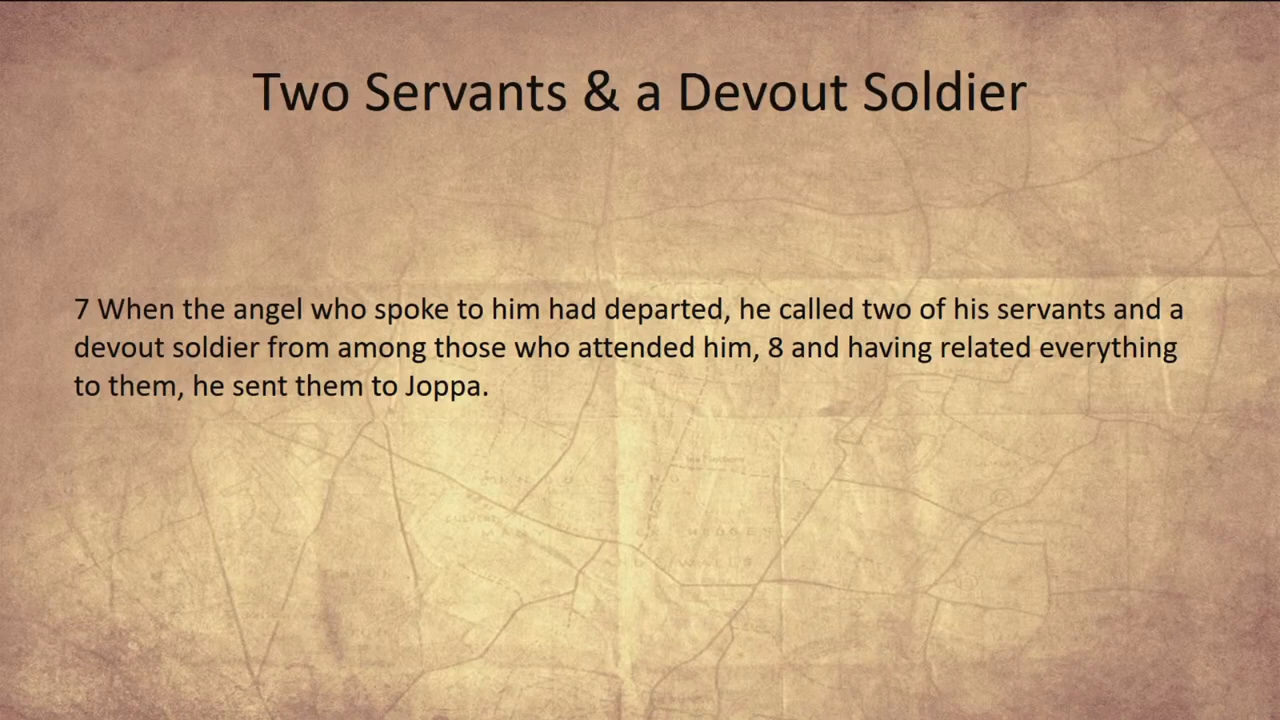 Two Servants & a Devout Soldier
7 When the angel who spoke to him had departed, he called two of his servants and a
devout soldier from among those who attended him, 8 and having related everything
to them, he sent them to Joppa.